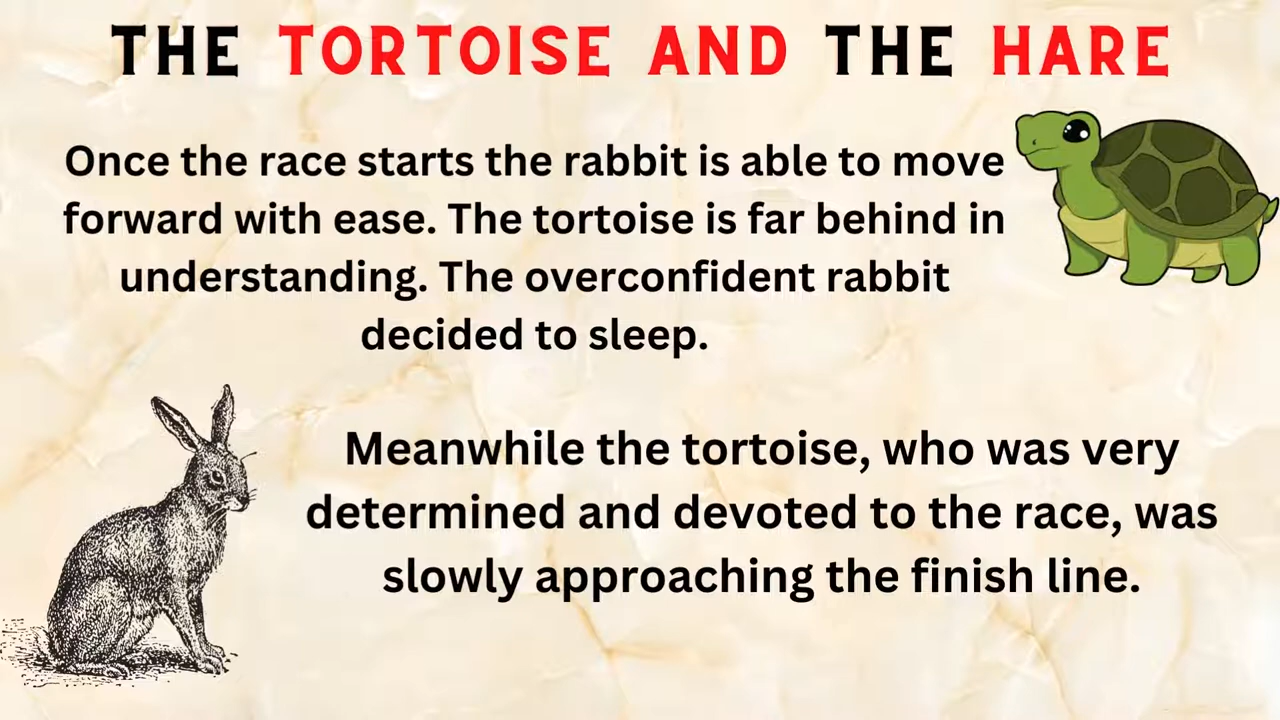 THE TORTOISE AND THE HARE
Once the race starts the rabbit is able to move
forward with ease. The tortoise is far behind in
understanding. The overconfident rabbit
decided to sleep.
Meanwhile the tortoise, who was very
determined and devoted to the race, was
slowly approaching the finish line.